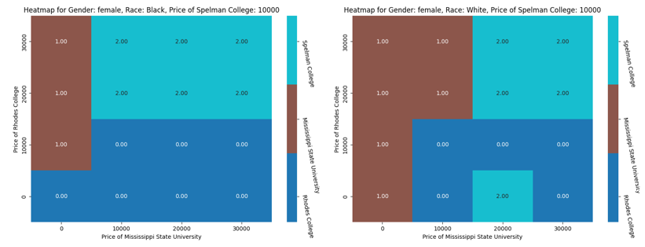 Heatmap for Gender: female, Race: Black, Price of Spelman College: 10000
30000
1.00 2.00 2.00 2.00
20000
1.00 2.00 2.00 2.00
10000
1.00 0.00 0.00 0.00
0
0.00 0.00 0.00 0.00
0 10000 20000 30000
Price of Rhodes College
Price of Mississippi State University
Spelman College
Mississippi State University
Rhodes College
Heatmap for Gender: female, Race: White, Price of Spelman College: 10000
30000
1.00 1.00 2.00 2.00
20000
1.00 1.00 2.00 2.00
10000
1.00 0.00 0.00 0.00
0
1.00 0.00 2.00 0.00
0 10000 20000 30000
Price of Rhodes College
Price of Mississippi State University
Spelman College
Mississippi State University
Rhodes College